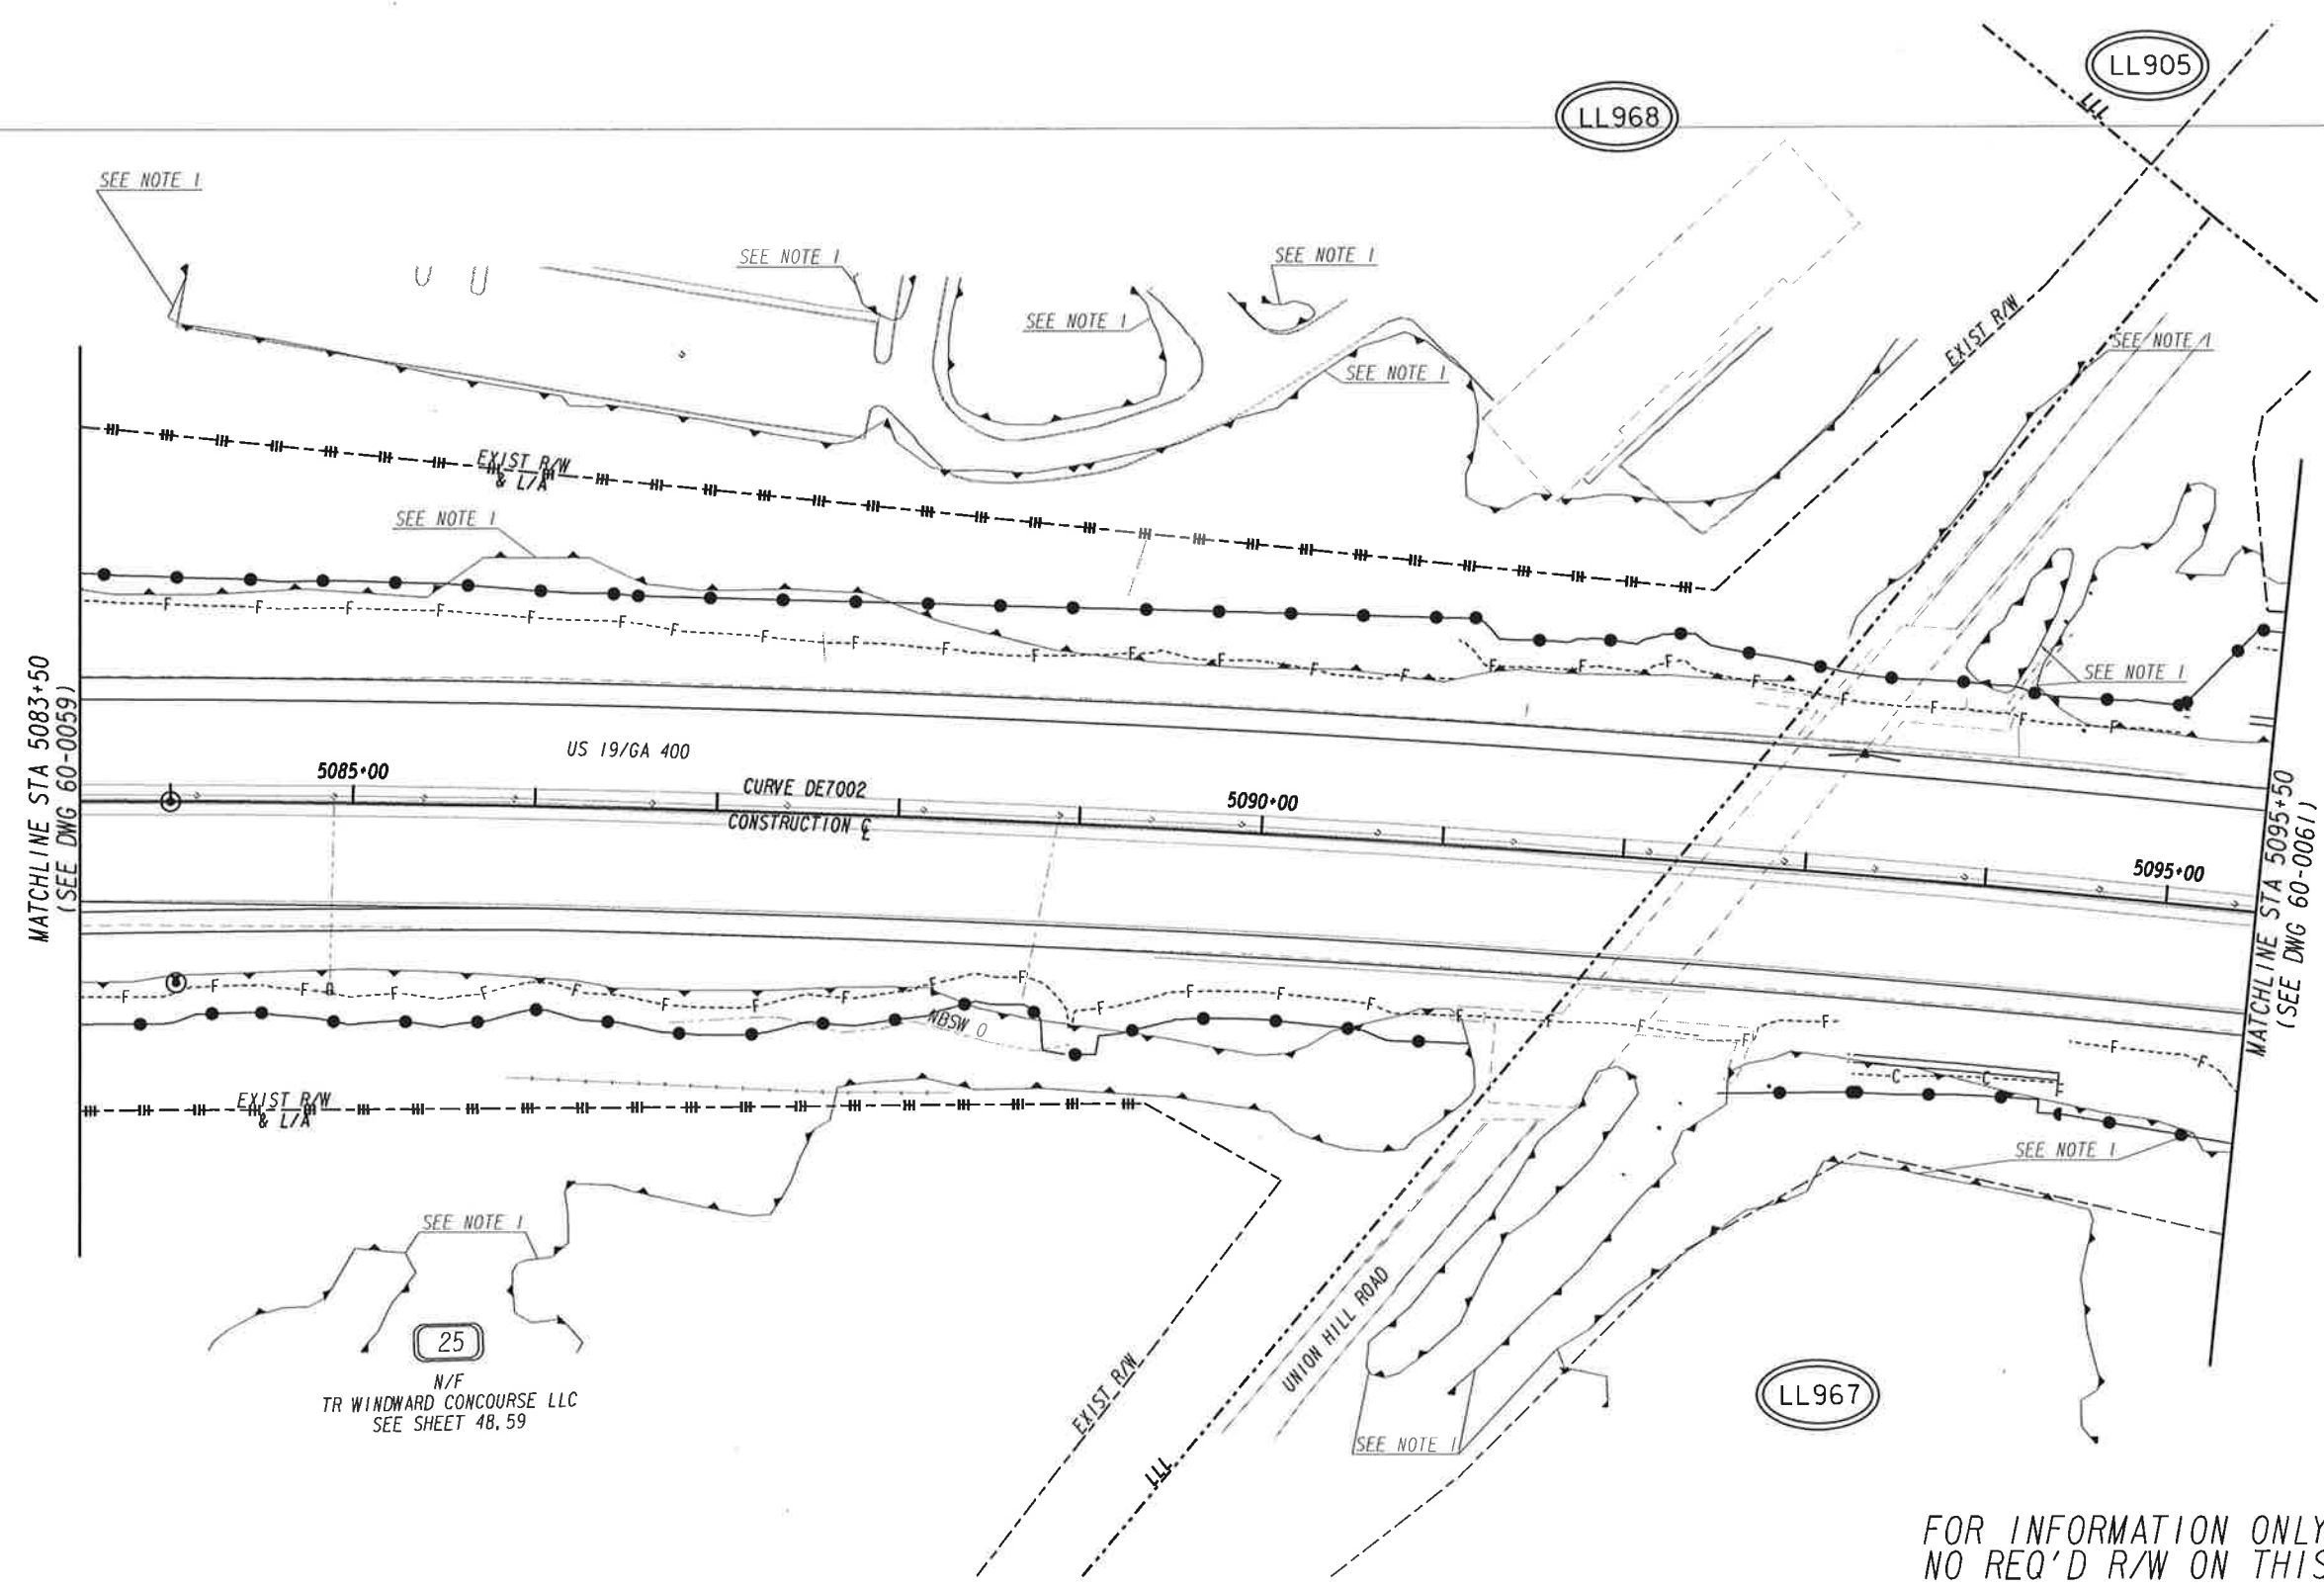 LL905
LL968
LLL
SEE NOTE 1
SEE NOTE 1
SEE NOTE 1
SEE NOTE 1
SEE NOTE 1
EXIST R/W
SEE NOTE 1
EXIST R/W
& L/A
SEE NOTE 1
SEE NOTE 1
MATCHLINE STA 5083+50
(SEE DWG 60-0059)
US 19/GA 400
5085+00
CURVE DE7002
CONSTRUCTION ℄
5090+00
5095+00
MATCHLINE STA 5095+50
(SEE DWG 60-0061)
NBSW O
EXIST R/W
& L/A
SEE NOTE 1
SEE NOTE 1
25
N/F
TR WINDWARD CONCOURSE LLC
SEE SHEET 48,59
EXIST R/W
UNION HILL ROAD
LLL
SEE NOTE 1
LL967
FOR INFORMATION ONLY
NO REQ'D R/W ON THIS